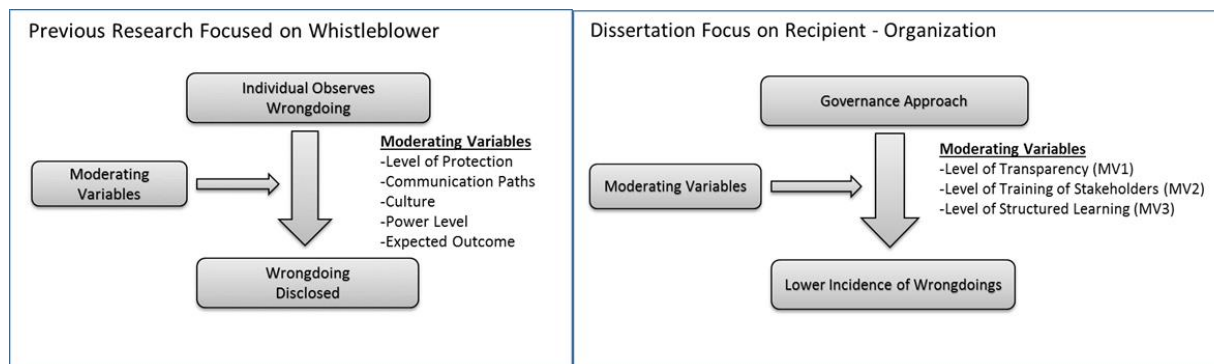 Previous Research Focused on Whistleblower
Individual Observes
Wrongdoing
Moderating Variables
-Level of Protection
-Communication Paths
-Culture
-Power Level
-Expected Outcome
Moderating
Variables
Wrongdoing
Disclosed
Dissertation Focus on Recipient - Organization
Governance Approach
Moderating Variables
-Level of Transparency (MV1)
-Level of Training of Stakeholders (MV2)
-Level of Structured Learning (MV3)
Moderating Variables
Lower Incidence of Wrongdoings